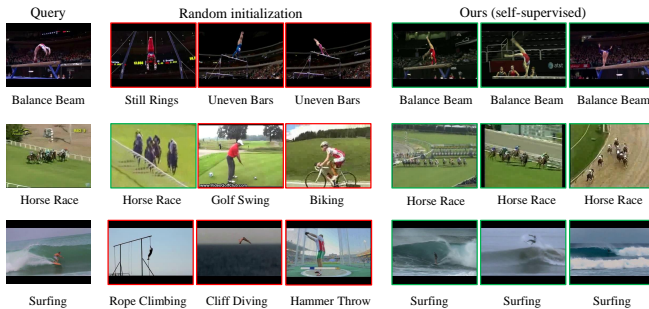 Query Random initialization Ours (self-supervised)
Balance Beam Still Rings Uneven Bars Uneven Bars Balance Beam Balance Beam Balance Beam
Horse Race Horse Race Golf Swing Biking Horse Race Horse Race Horse Race
Surfing Rope Climbing Cliff Diving Hammer Throw Surfing Surfing Surfing